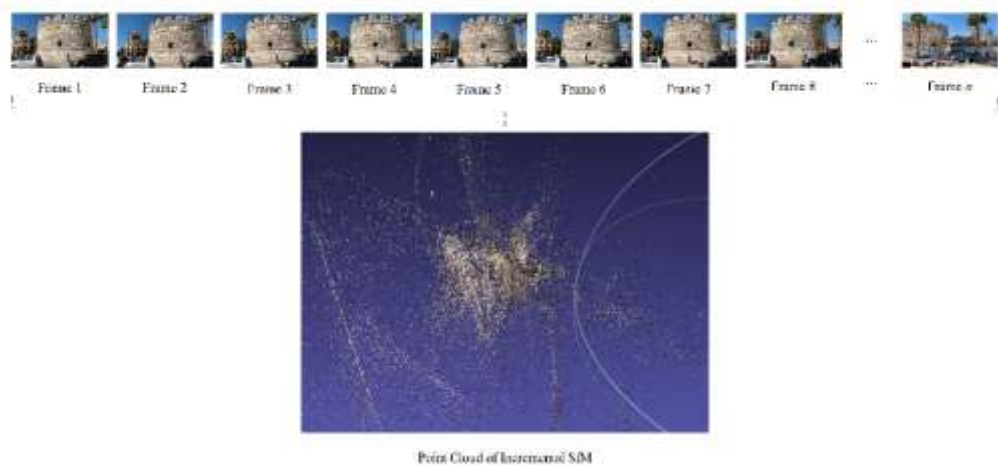 ... ...
Frame 1 Frame 2 Frame 3 Frame 4 Frame 5 Frame 6 Frame 7 Frame 8 ... Frame n
Point Cloud of Incremental SfM